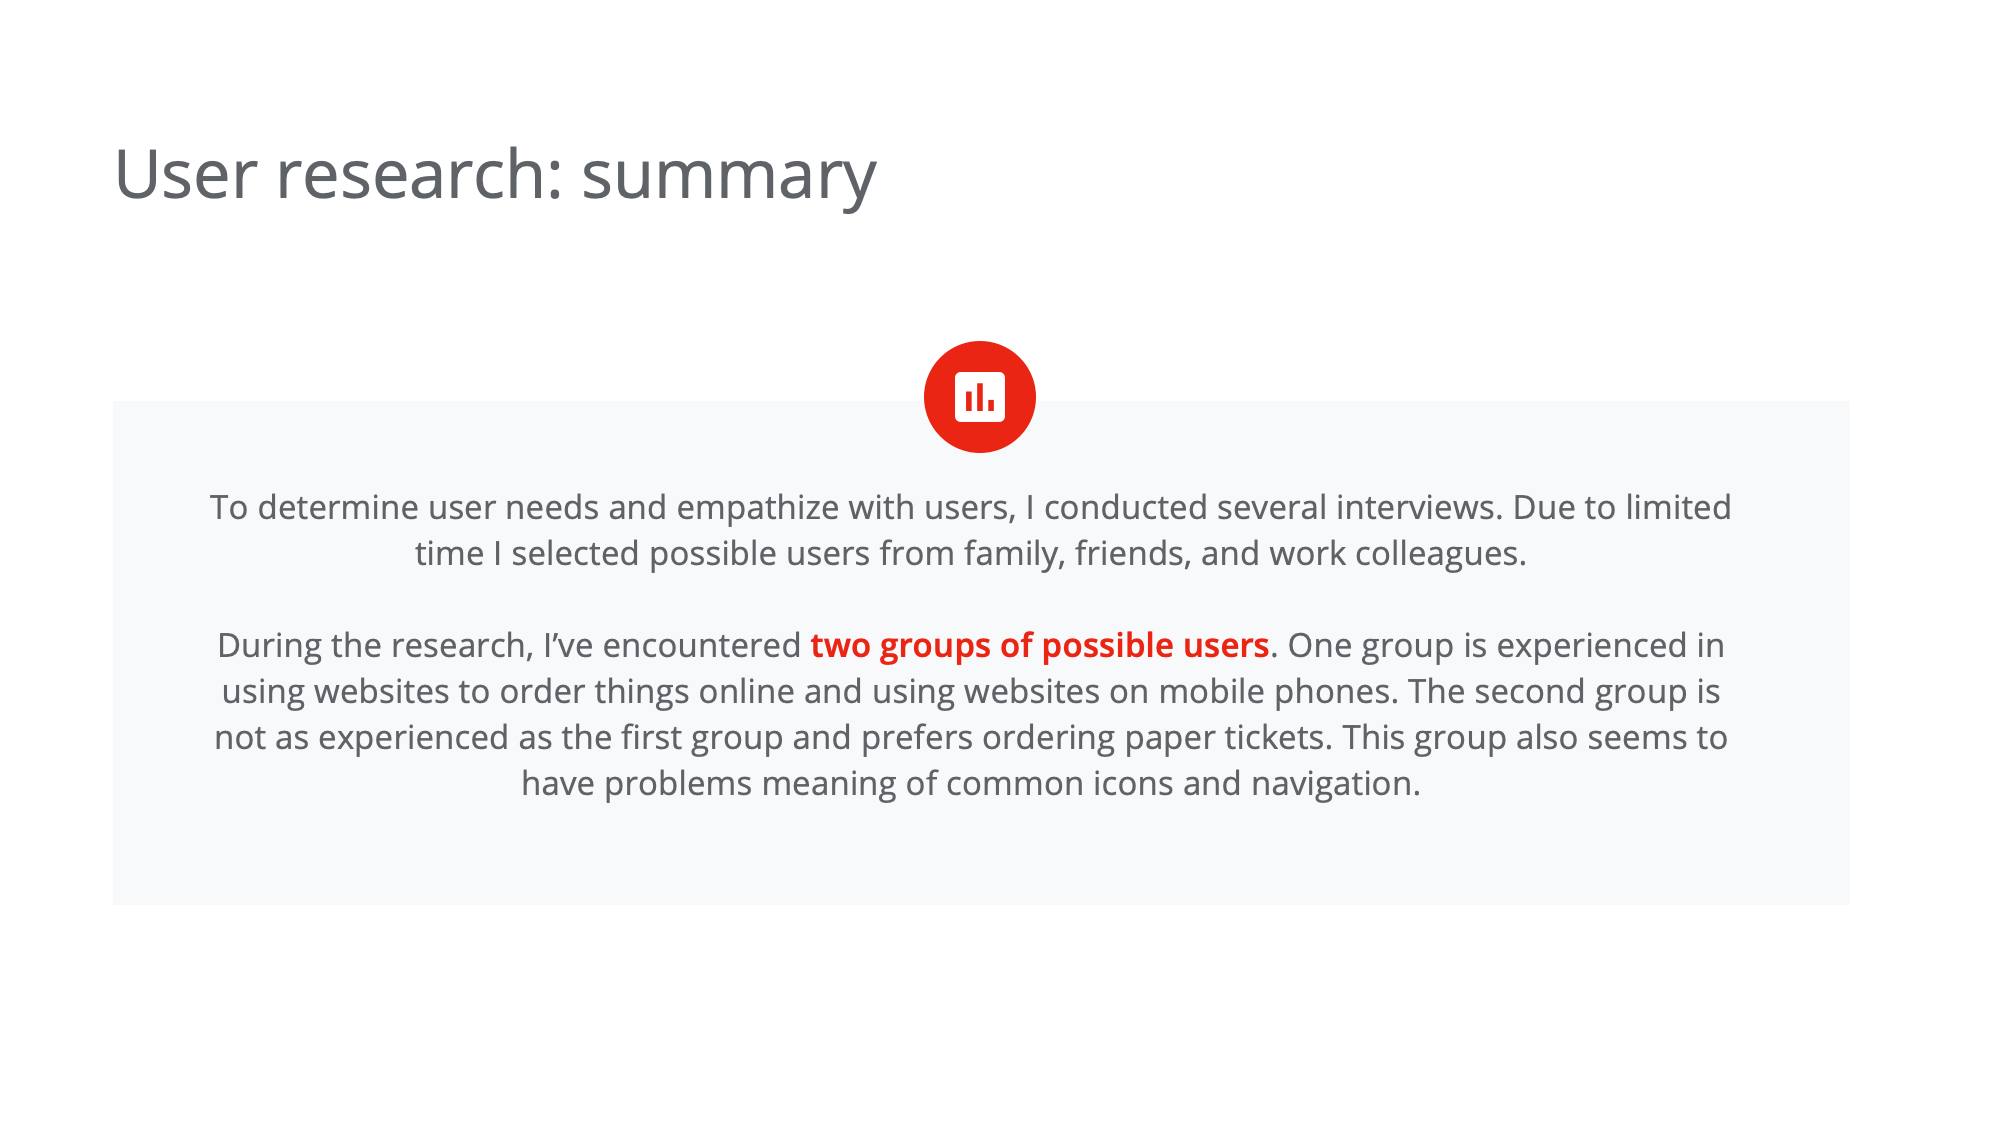 User research: summary
To determine user needs and empathize with users, I conducted several interviews. Due to limited
time I selected possible users from family, friends, and work colleagues.
During the research, I’ve encountered two groups of possible users. One group is experienced in
using websites to order things online and using websites on mobile phones. The second group is
not as experienced as the first group and prefers ordering paper tickets. This group also seems to
have problems meaning of common icons and navigation.